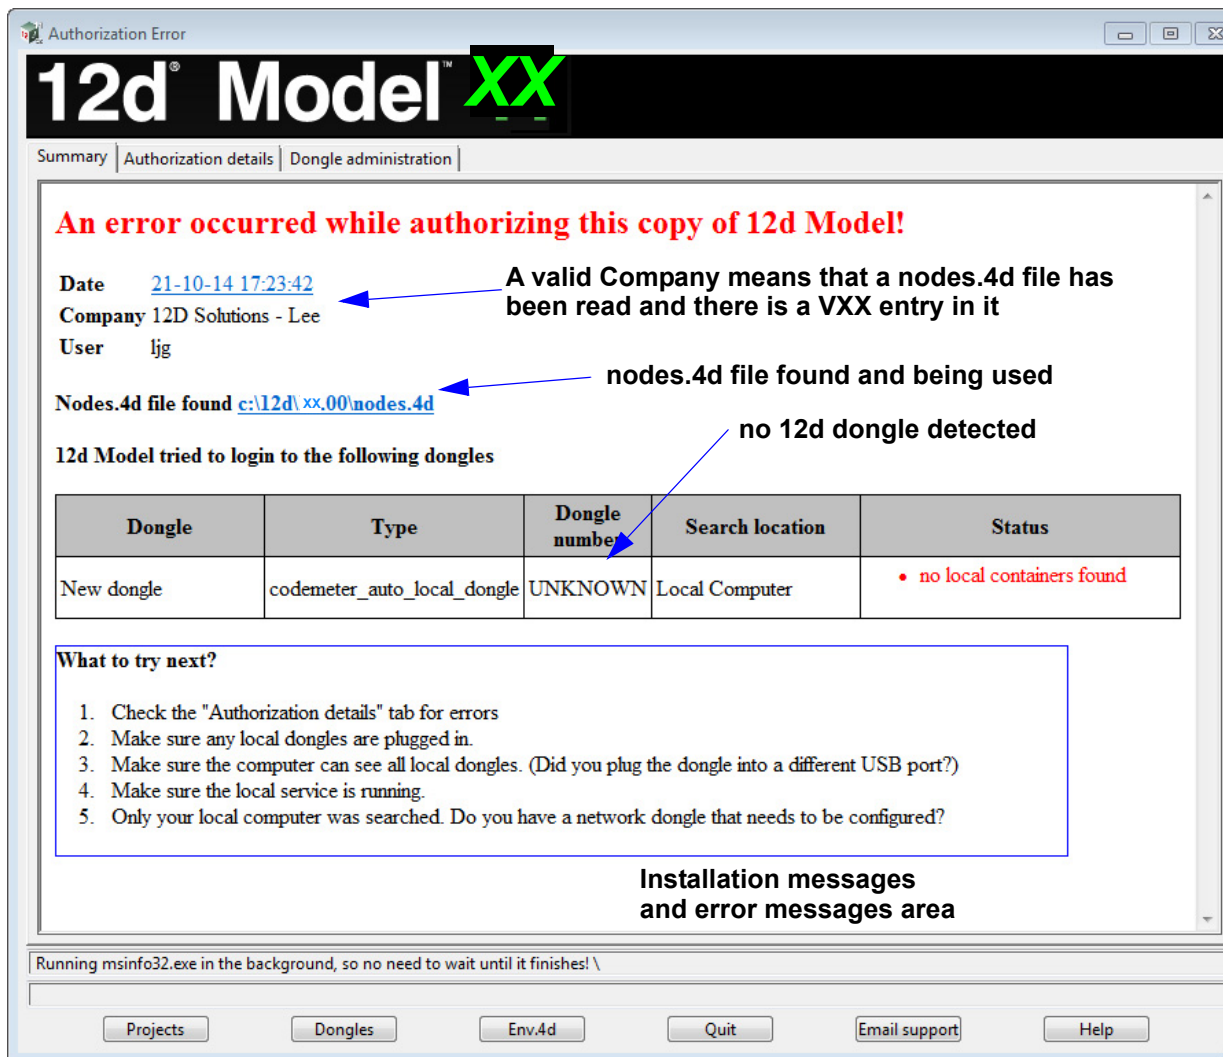 Authorization Error
12d® Model™ XX
Summary Authorization details Dongle administration
An error occurred while authorizing this copy of 12d Model!
Date 21-10-14 17:23:42
Company 12D Solutions - Lee
User ljg
A valid Company means that a nodes.4d file has
been read and there is a VXX entry in it
nodes.4d file found and being used
Nodes.4d file found c:\12d\xx.00\nodes.4d
no 12d dongle detected
12d Model tried to login to the following dongles
Dongle Type Dongle number Search location Status
New dongle codemeter_auto_local_dongle UNKNOWN Local Computer • no local containers found
What to try next?
1. Check the "Authorization details" tab for errors
2. Make sure any local dongles are plugged in.
3. Make sure the computer can see all local dongles. (Did you plug the dongle into a different USB port?)
4. Make sure the local service is running.
5. Only your local computer was searched. Do you have a network dongle that needs to be configured?
Installation messages
and error messages area
Running msinfo32.exe in the background, so no need to wait until it finishes! \
Projects Dongles Env.4d Quit Email support Help